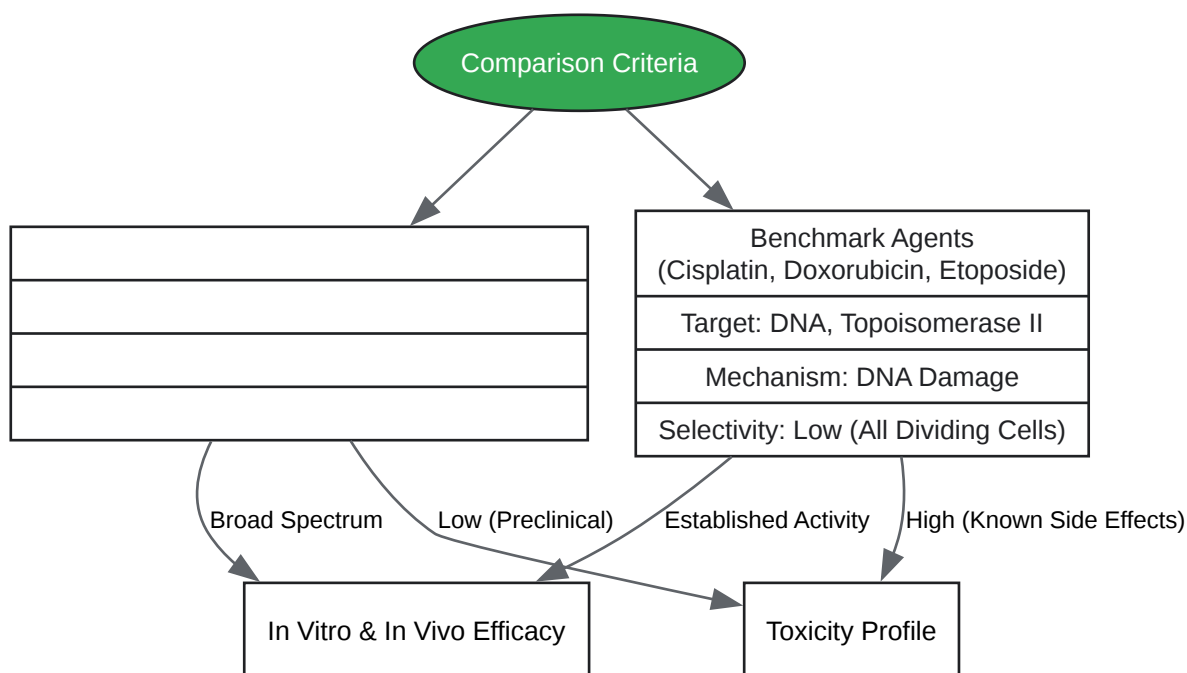 Comparison Criteria
Benchmark Agents
(Cisplatin, Doxorubicin, Etoposide)
Target: DNA, Topoisomerase II
Mechanism: DNA Damage
Selectivity: Low (All Dividing Cells)
Broad Spectrum
Low (Preclinical)
Established Activity
High (Known Side Effects)
In Vitro & In Vivo Efficacy
Toxicity Profile